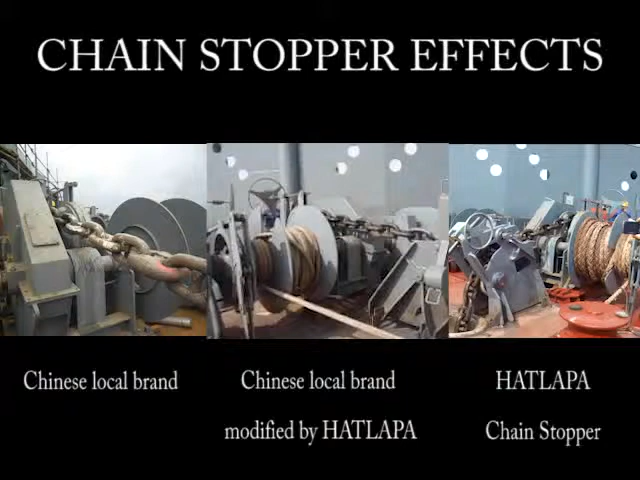 CHAIN STOPPER EFFECTS
Chinese local brand
Chinese local brand
modified by HATLAPA
HATLAPA
Chain Stopper